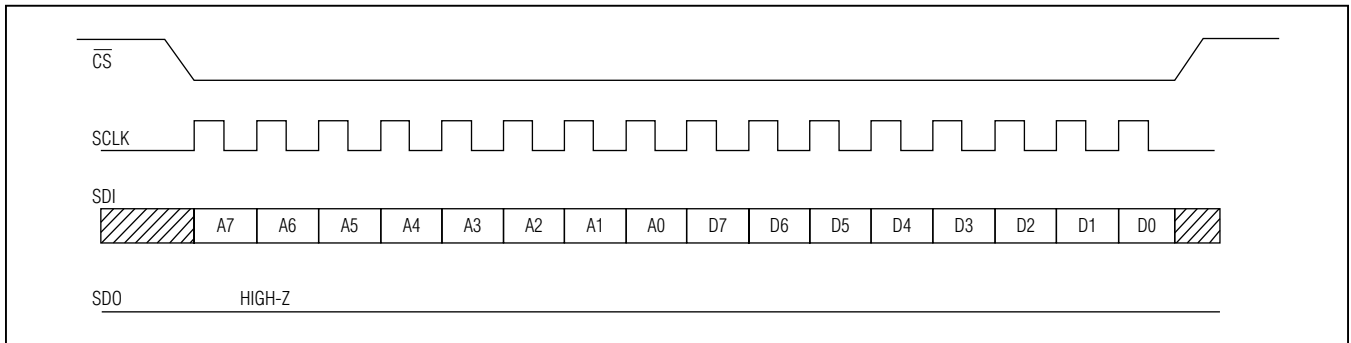 C̅S̅
SCLK
SDI
A7 A6 A5 A4 A3 A2 A1 A0 D7 D6 D5 D4 D3 D2 D1 D0
SDO HIGH-Z